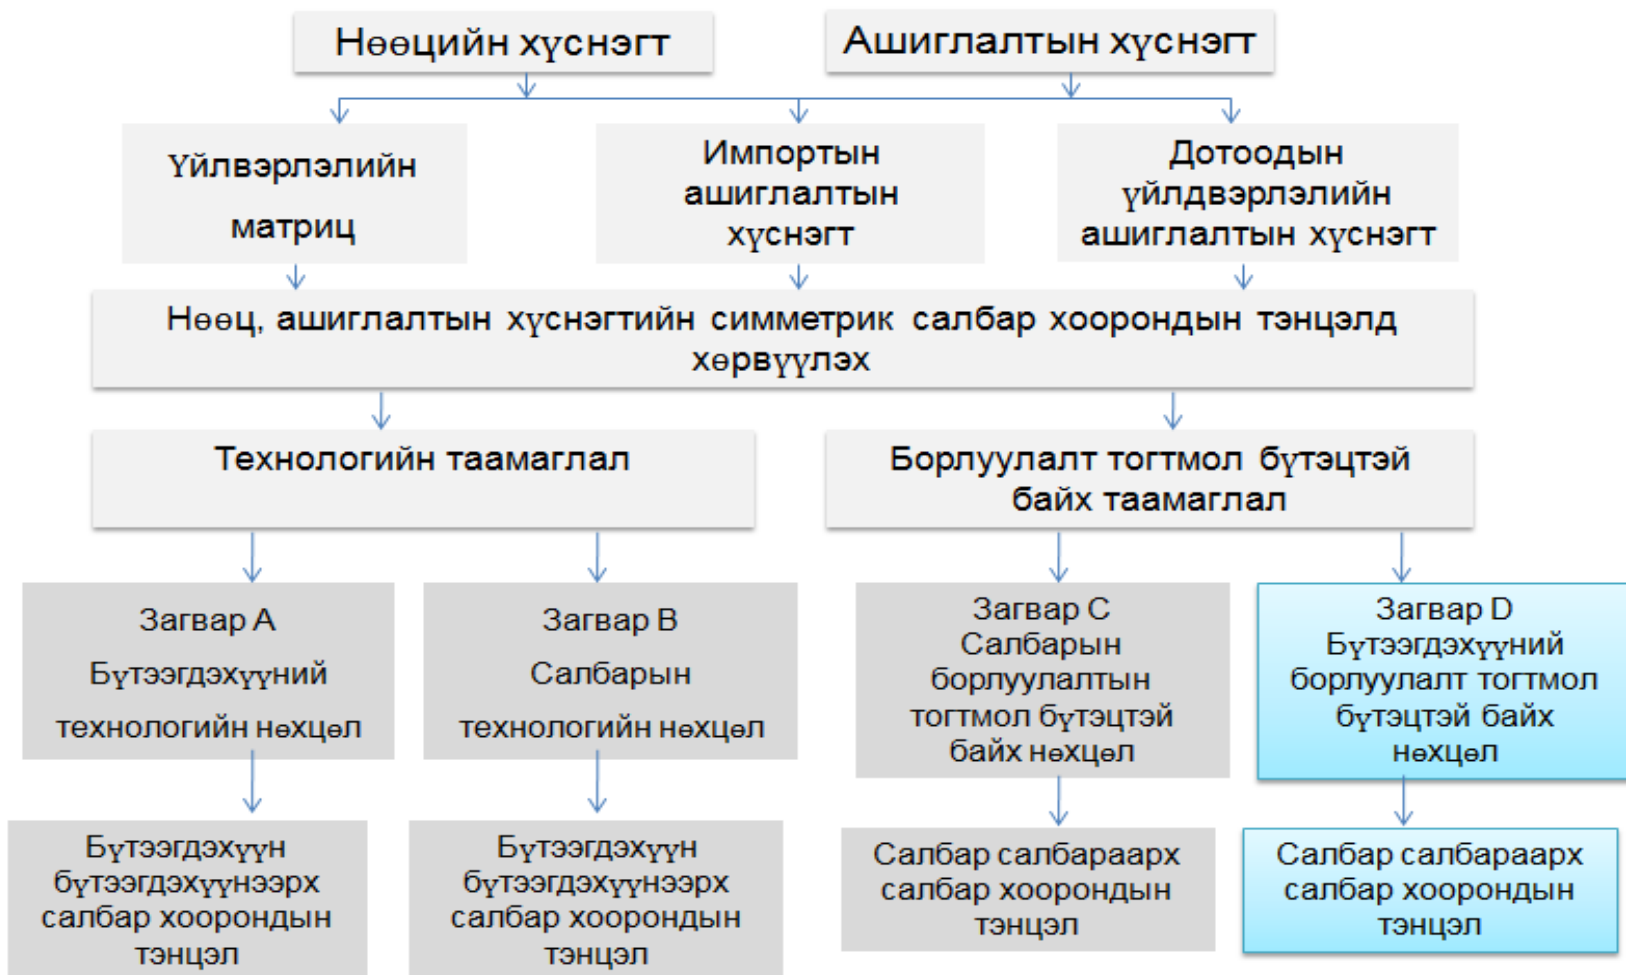 Нөөцийн хүснэгт
Ашиглалтын хүснэгт
Үйлвэрлэлийн
матриц
Импортын
ашиглалтын
хүснэгт
Дотоодын
үйлдвэрлэлийн
ашиглалтын хүснэгт
Нөөц, ашиглалтын хүснэгтийн симметрик салбар хоорондын тэнцэлд
хөрвүүлэх
Технологийн таамаглал
Борлуулалт тогтмол бүтэцтэй
байх таамаглал
Загвар A
Бүтээгдэхүүний
технологийн нөхцөл
Загвар B
Салбарын
технологийн нөхцөл
Загвар C
Салбарын
борлуулалтын
тогтмол бүтэцтэй
байх нөхцөл
Загвар D
Бүтээгдэхүүний
борлуулалт тогтмол
бүтэцтэй байх
нөхцөл
Бүтээгдэхүүн
бүтээгдэхүүнээрх
салбар хоорондын
тэнцэл
Бүтээгдэхүүн
бүтээгдэхүүнээрх
салбар хоорондын
тэнцэл
Салбар салбараарх
салбар хоорондын
тэнцэл
Салбар салбараарх
салбар хоорондын
тэнцэл